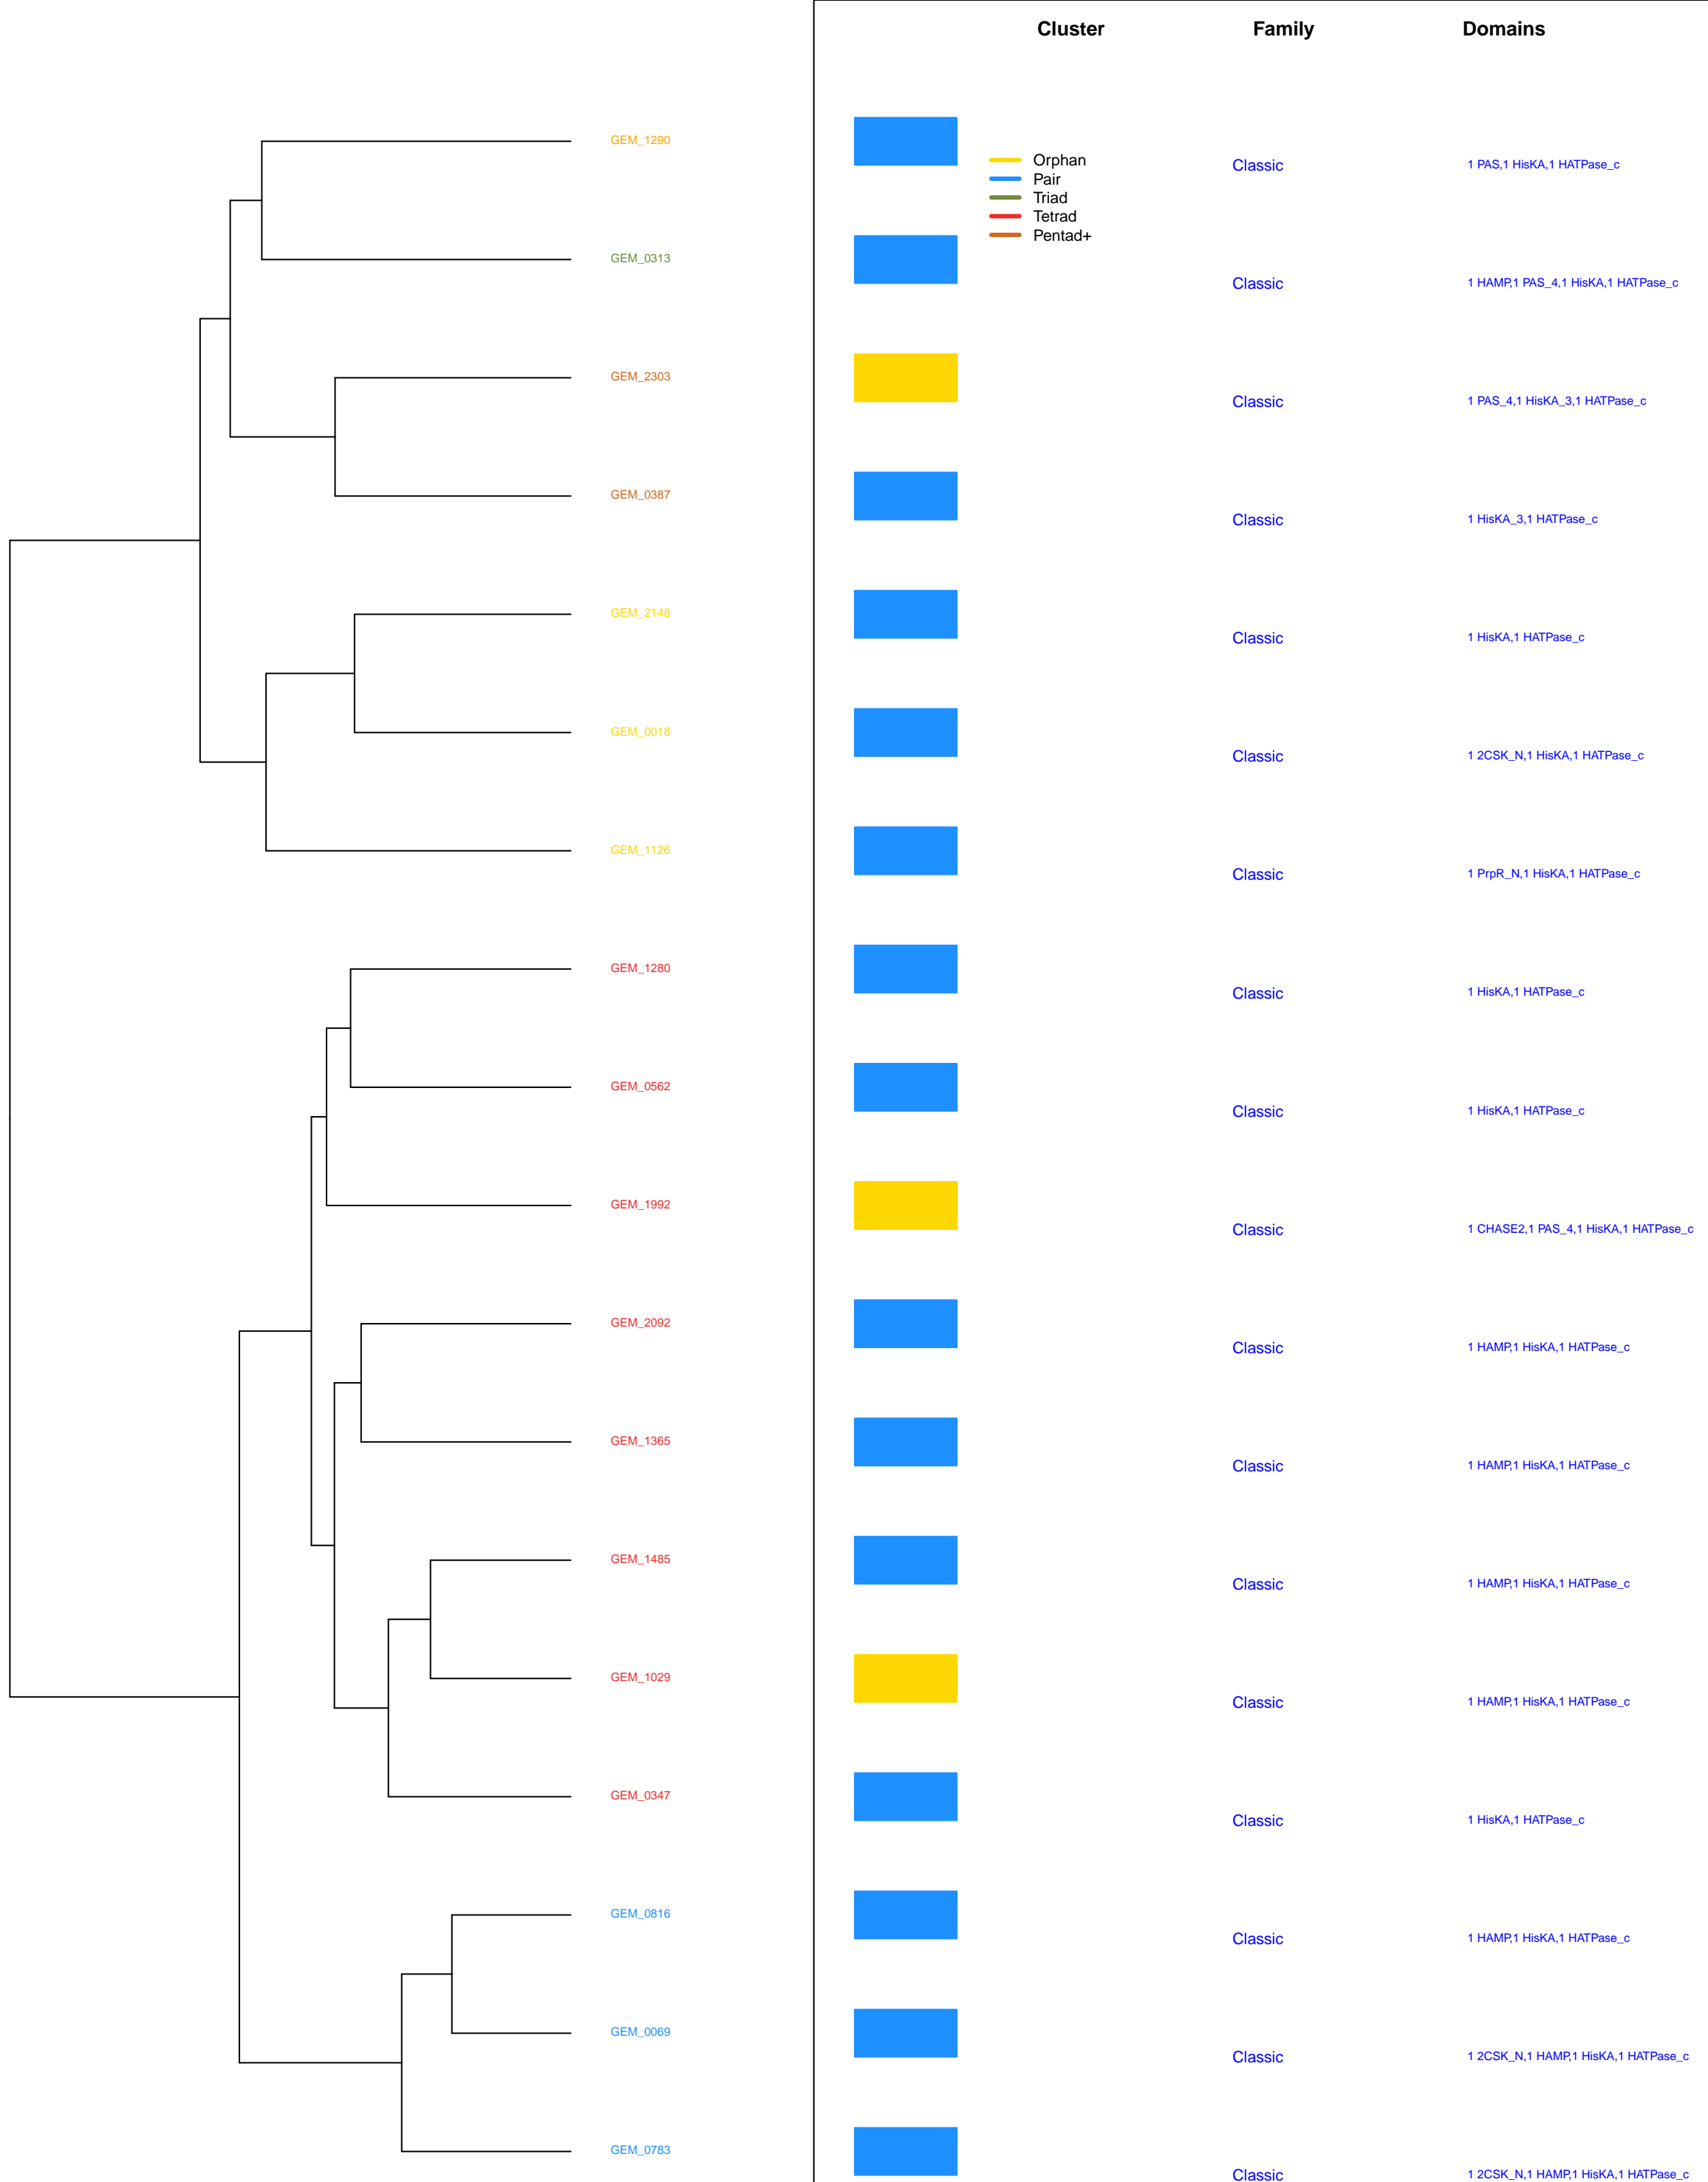 Cluster Family Domains
GEM_1290
Orphan
Classic 1 PAS,1 HisKA,1 HATPase_c
Pair
Triad
Tetrad
Pentad+
GEM_0313
Classic 1 HAMP,1 PAS_4,1 HisKA,1 HATPase_c
GEM_2303
Classic 1 PAS_4,1 HisKA_3,1 HATPase_c
GEM_0387
Classic 1 HisKA_3,1 HATPase_c
GEM_2148
Classic 1 HisKA,1 HATPase_c
GEM_0018
Classic 1 2CSK_N,1 HisKA,1 HATPase_c
GEM_1126
Classic 1 PrpR_N,1 HisKA,1 HATPase_c
GEM_1280
Classic 1 HisKA,1 HATPase_c
GEM_0562
Classic 1 HisKA,1 HATPase_c
GEM_1992
Classic 1 CHASE2,1 PAS_4,1 HisKA,1 HATPase_c
GEM_2092
Classic 1 HAMP,1 HisKA,1 HATPase_c
GEM_1365
Classic 1 HAMP,1 HisKA,1 HATPase_c
GEM_1485
Classic 1 HAMP,1 HisKA,1 HATPase_c
GEM_1029
Classic 1 HAMP,1 HisKA,1 HATPase_c
GEM_0347
Classic 1 HisKA,1 HATPase_c
GEM_0816
Classic 1 HAMP,1 HisKA,1 HATPase_c
GEM_0069
Classic 1 2CSK_N,1 HAMP,1 HisKA,1 HATPase_c
GEM_0783
Classic 1 2CSK_N,1 HAMP,1 HisKA,1 HATPase_c